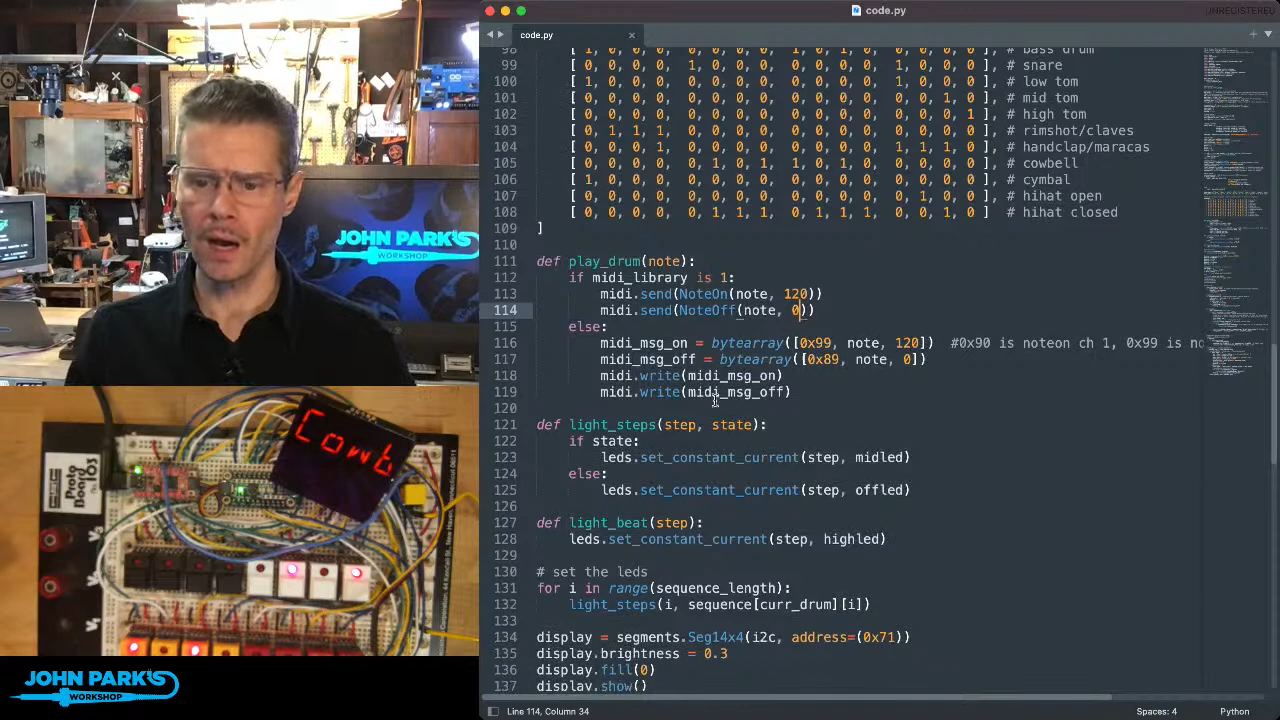 code.py
UNREGISTERED
code.py
98 [ 1, 0, 0, 0, 0, 0, 0, 0, 1, 0, 1, 0, 0, 0, 0, 0 ], # bass drum
99 [ 0, 0, 0, 0, 1, 0, 0, 0, 0, 0, 0, 0, 1, 0, 0, 0 ], # snare
100 [ 0, 0, 0, 0, 0, 0, 0, 0, 0, 0, 0, 0, 1, 0, 0, 0 ], # low tom
101 [ 0, 0, 0, 0, 0, 0, 0, 0, 0, 0, 0, 0, 0, 1, 0, 0 ], # mid tom
102 [ 0, 0, 0, 0, 0, 0, 0, 0, 0, 0, 0, 0, 0, 0, 0, 1 ], # high tom
103 [ 0, 1, 1, 1, 0, 0, 0, 0, 0, 0, 0, 0, 0, 0, 0, 0 ], # rimshot/claves
104 [ 0, 0, 0, 1, 0, 0, 0, 0, 0, 0, 0, 0, 1, 1, 1, 0 ], # handclap/maracas
105 [ 0, 0, 0, 0, 0, 1, 0, 1, 0, 0, 1, 0, 0, 0, 0, 0 ], # cowbell
106 [ 1, 0, 0, 0, 0, 0, 0, 0, 0, 0, 0, 0, 0, 0, 0, 0 ], # cymbal
107 [ 0, 0, 0, 0, 0, 0, 0, 0, 0, 0, 0, 0, 0, 1, 0, 0 ], # hihat open
108 [ 0, 0, 0, 0, 0, 1, 1, 1, 0, 1, 1, 1, 0, 0, 1, 0 ] # hihat closed
109 ]
110
111 def play_drum(note):
112 if midi_library is 1:
113 midi.send(NoteOn(note, 120))
114 midi.send(NoteOff(note, 0))
115 else:
116 midi_msg_on = bytearray([0x99, note, 120]) #0x90 is noteon ch 1, 0x99 is no
117 midi_msg_off = bytearray([0x89, note, 0])
118 midi.write(midi_msg_on)
119 midi.write(midi_msg_off)
120
121 def light_steps(step, state):
122 if state:
123 leds.set_constant_current(step, midled)
124 else:
125 leds.set_constant_current(step, offled)
126
127 def light_beat(step):
128 leds.set_constant_current(step, highled)
129
130 # set the leds
131 for i in range(sequence_length):
132 light_steps(i, sequence[curr_drum][i])
133
134 display = segments.Seg14x4(i2c, address=(0x71))
135 display.brightness = 0.3
136 display.fill(0)
137 display.show()
Line 114, Column 34
Spaces: 4
Python
JOHN PARK'S
WORKSHOP
Proto
Board
No. 103
V3
V1
JOHN PARK'S
WORKSHOP